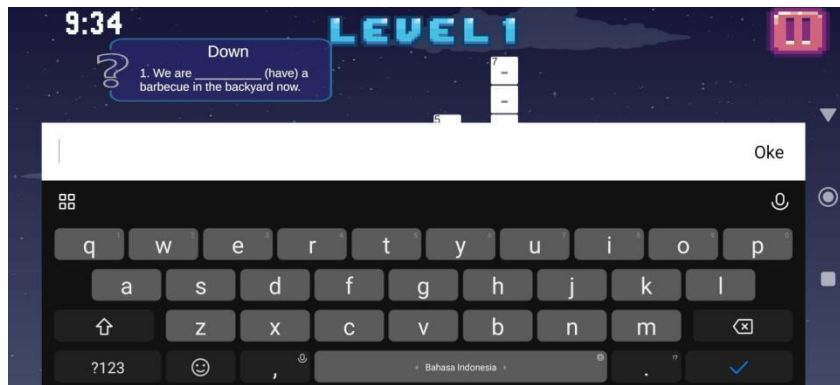 9:34
LEVEL 1
Down
1. We are __________ (have) a
barbecue in the backyard now.
7
-
-
5
Oke
q w e r t y u i o p
a s d f g h j k l
z x c v b n m
?123 , Bahasa Indonesia .